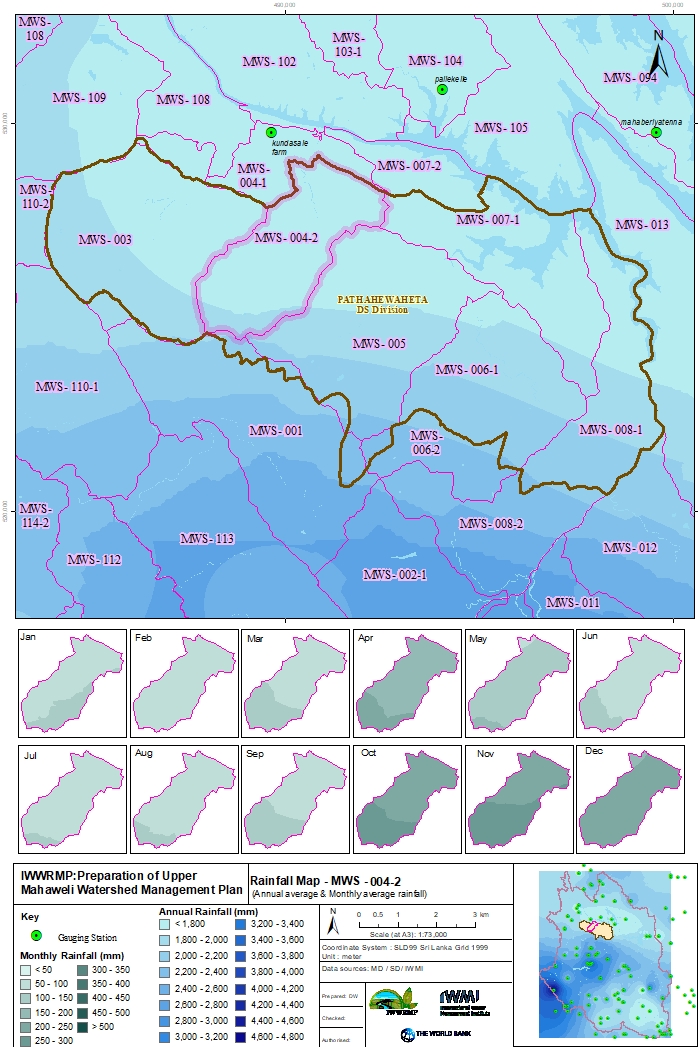 480,000
500,000
MWS-
108
MWS- 102
MWS-
103-1
MWS- 104
pallekelle
MWS- 094
MWS- 109
MWS- 108
530,000
kundasale
farm
MWS- 105
mahaberiyatenna
MWS-
110-2
MWS-
004-1
MWS- 007-2
MWS- 003
MWS- 004-2
MWS- 007-1
MWS- 013
PATHAHEWAHETA
DS Division
MWS- 005
MWS- 006-1
MWS- 110-1
MWS- 001
MWS-
006-2
MWS- 008-1
520,000
MWS-
114-2
MWS- 112
MWS- 113
MWS- 008-2
MWS- 012
MWS- 002-1
MWS- 011
N
Jan
Feb
Mar
Apr
May
Jun
Jul
Aug
Sep
Oct
Nov
Dec
IWWRMP:Preparation of Upper
Mahaweli Watershed Management Plan
Rainfall Map - MWS -004-2
(Annual average & Monthly average rainfall)
Key
Gauging Station
Monthly Rainfall (mm)
< 50
50 - 100
100 - 150
150 - 200
200 - 250
250 - 300
300 - 350
350 - 400
400 - 450
450 - 500
> 500
Annual Rainfall (mm)
< 1,800
1,800 - 2,000
2,000 - 2,200
2,200 - 2,400
2,400 - 2,600
2,600 - 2,800
2,800 - 3,000
3,000 - 3,200
3,200 - 3,400
3,400 - 3,600
3,600 - 3,800
3,800 - 4,000
4,000 - 4,200
4,200 - 4,400
4,400 - 4,600
4,600 - 4,800
N
0 0.5 1 2 3 km
Scale (at A3): 1:73,000
Coordinate System : SLD99 Sri Lanka Grid 1999
Unit : meter
Data sources: MD / SD/ IWMI
Prepared: DW
Checked:
Authorised:
IWWRMP
IWMI
International Water
Management Institute
THE WORLD BANK